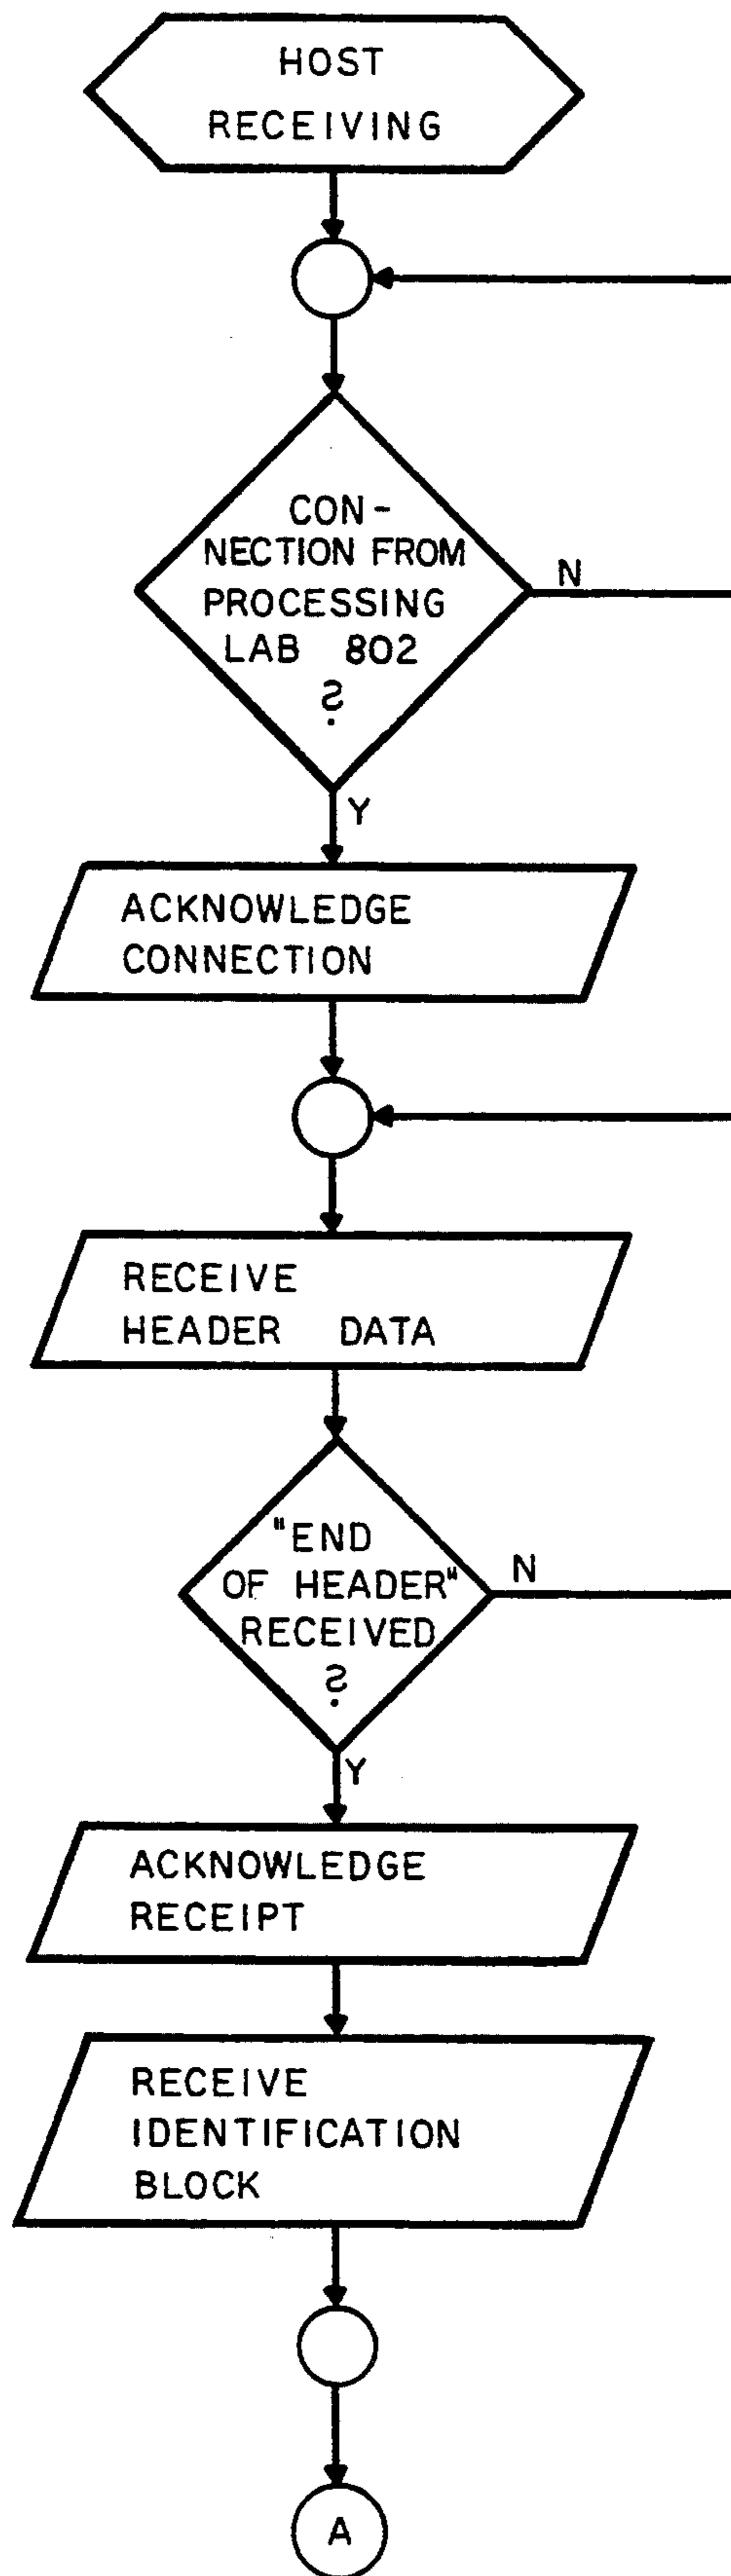 HOST
RECEIVING
CON-
NECTION FROM
PROCESSING
LAB 802
?
N
Y
ACKNOWLEDGE
CONNECTION
RECEIVE
HEADER DATA
"END
OF HEADER"
RECEIVED
?
N
Y
ACKNOWLEDGE
RECEIPT
RECEIVE
IDENTIFICATION
BLOCK
A